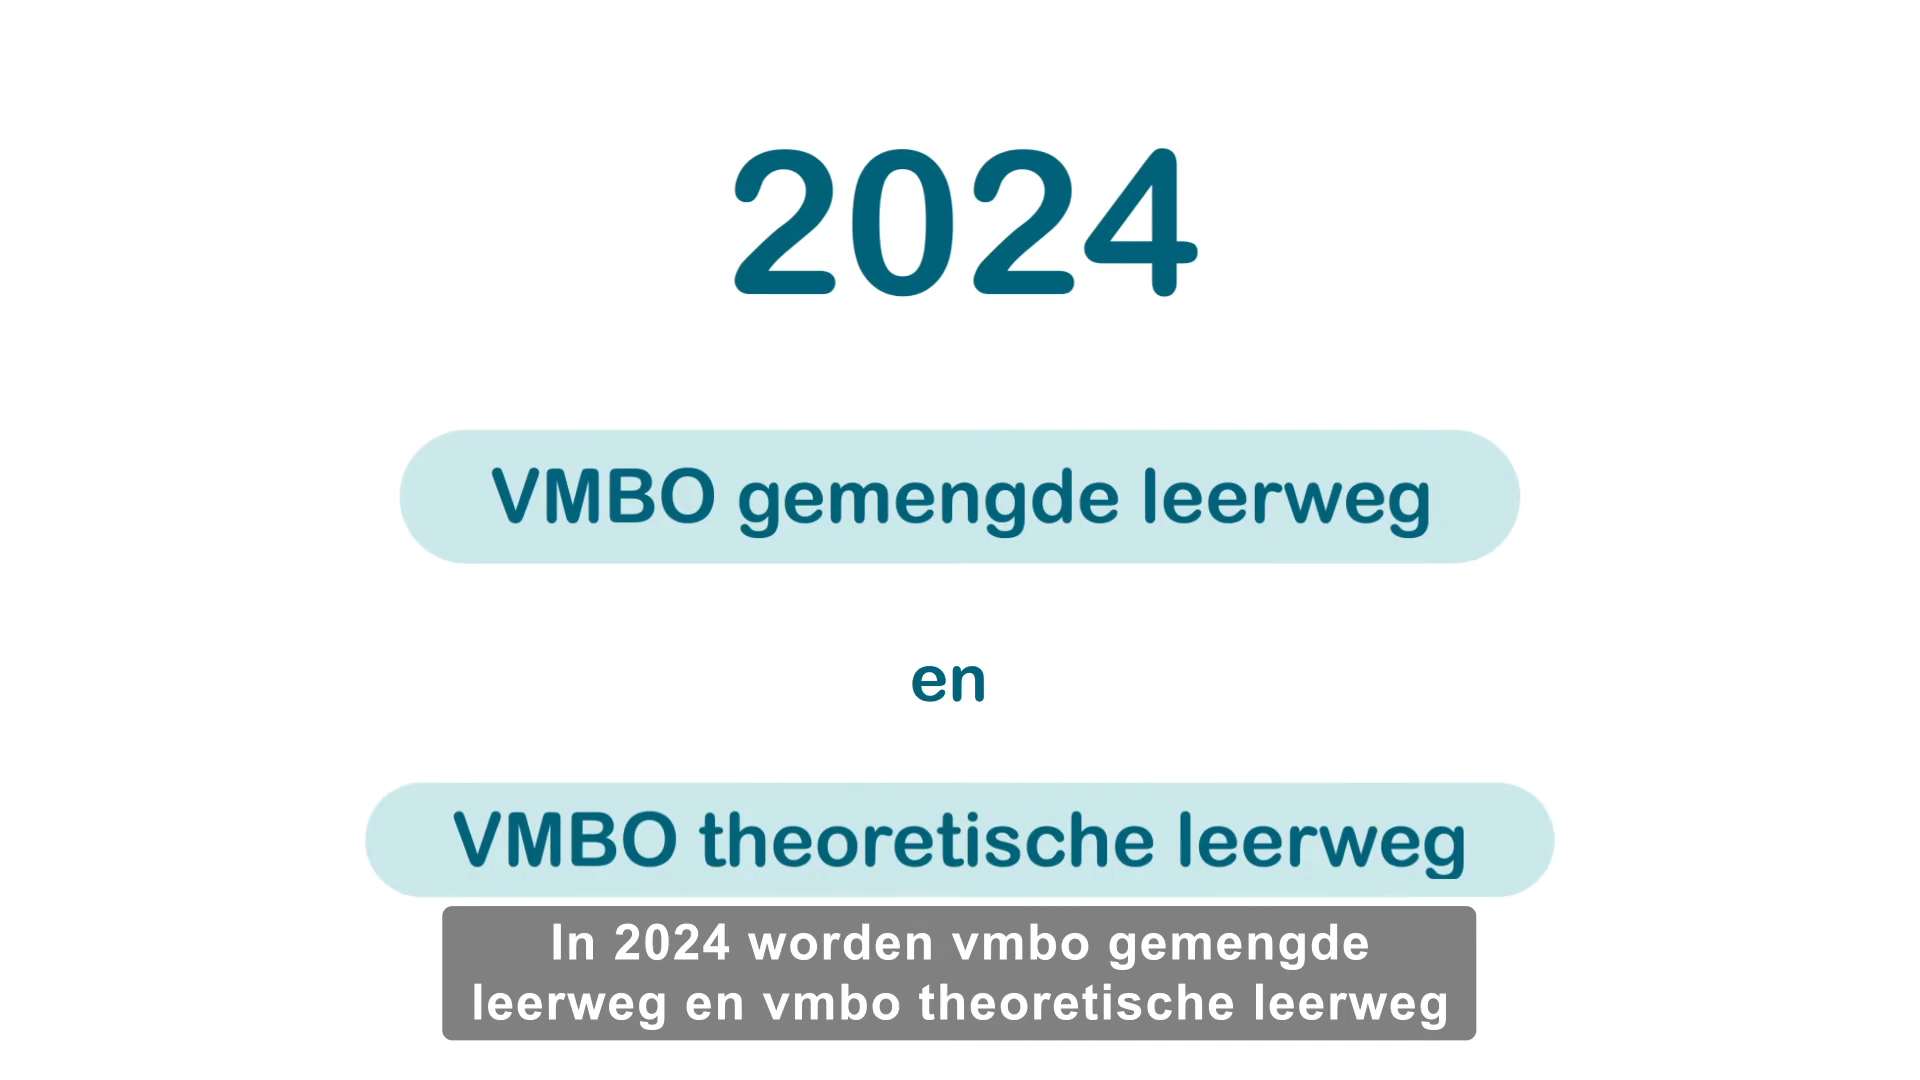 2024
VMBO gemengde leerweg
en
VMBO theoretische leerweg
In 2024 worden vmbo gemengde
leerweg en vmbo theoretische leerweg